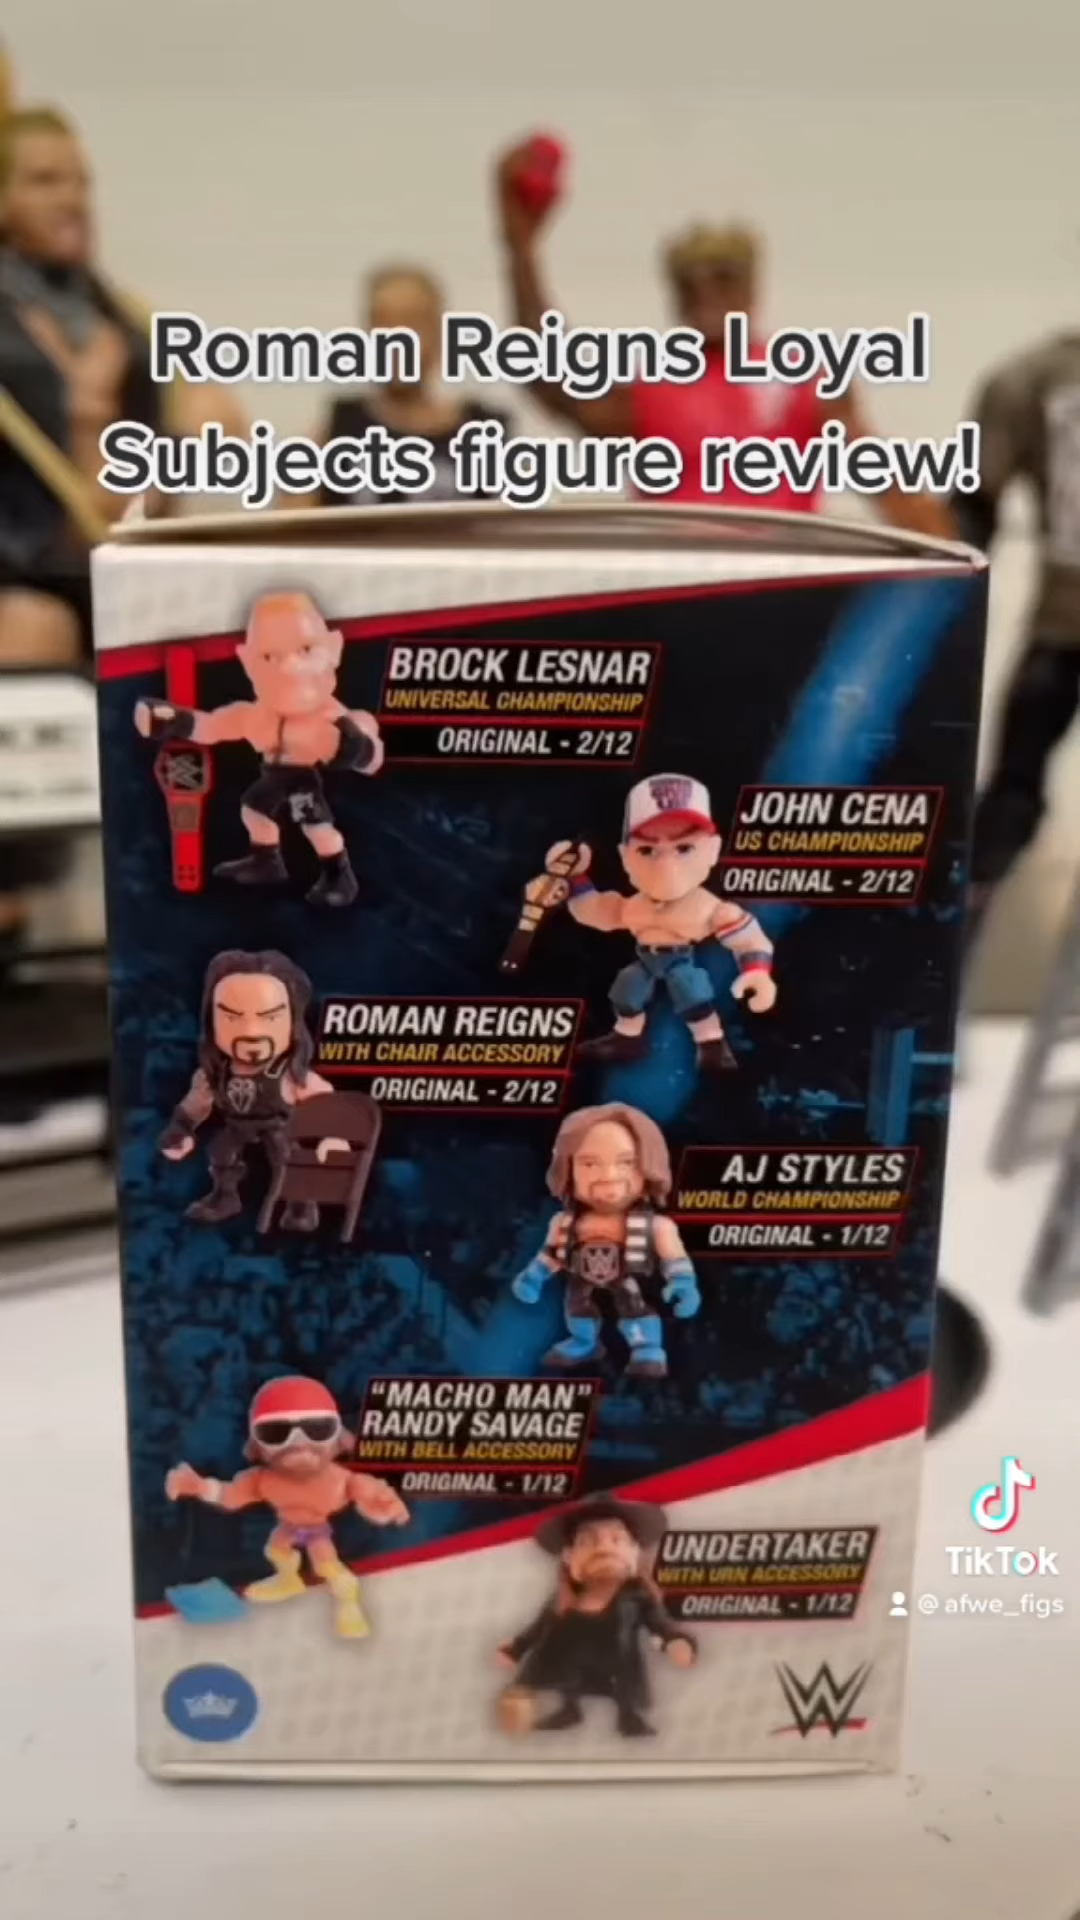 Roman Reigns Loyal
Subjects figure review!
BROCK LESNAR
UNIVERSAL CHAMPIONSHIP
ORIGINAL - 2/12
JOHN CENA
US CHAMPIONSHIP
ORIGINAL - 2/12
ROMAN REIGNS
WITH CHAIR ACCESSORY
ORIGINAL - 2/12
AJ STYLES
WORLD CHAMPIONSHIP
ORIGINAL - 1/12
"MACHO MAN"
RANDY SAVAGE
WITH BELL ACCESSORY
ORIGINAL - 1/12
UNDERTAKER
WITH URN ACCESSORY
ORIGINAL - 1/12
W
TikTok
@afwe_figs